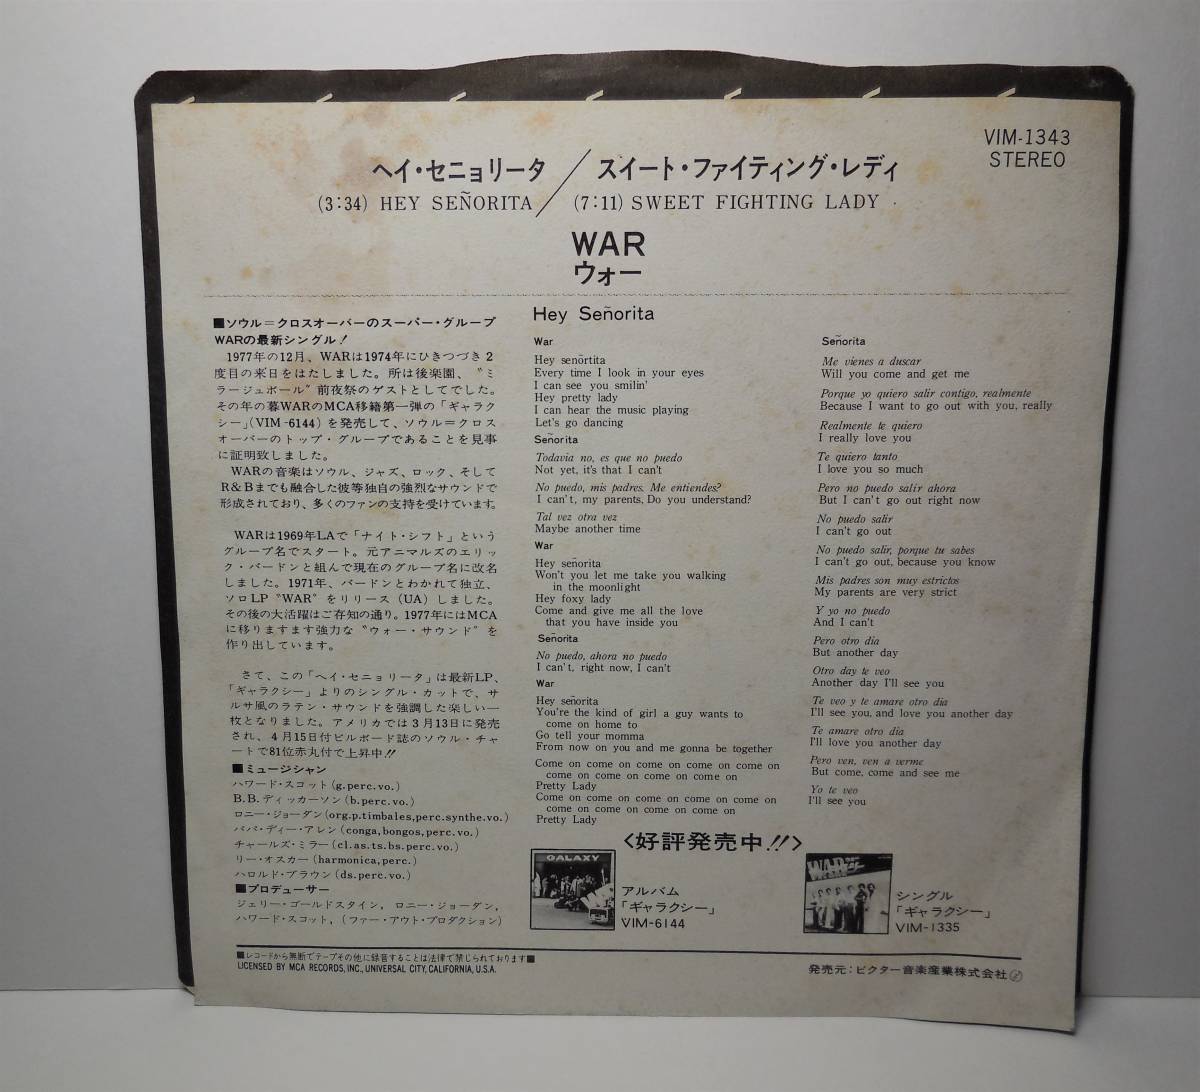 VIM-1343
STEREO
ヘイ・セニョリータ／スイート・ファイティング・レディ
(3:34) HEY SEÑORITA／(7:11) SWEET FIGHTING LADY
WAR
ウォー
■ソウル＝クロスオーバーのスーパー・グループ
WARの最新シングル！
1977年の12月、WARは1974年にひきつづき2
度目の来日をはたしました。所は後楽園、〝ミ
ラージュボール〟前夜祭のゲストとしてでした。
その年の暮WARのMCA移籍第一弾の「ギャラク
シー」(VIM-6144)を発売して、ソウル＝クロス
オーバーのトップ・グループであることを見事
に証明致しました。
WARの音楽はソウル、ジャズ、ロック、そして
R&Bまでも融合した彼等独自の強烈なサウンドで
形成されており、多くのファンの支持を受けています。
WARは1969年LAで「ナイト・シフト」という
グループ名でスタート。元アニマルズのエリッ
ク・バードンと組んで現在のグループ名に改名
しました。1971年、バードンとわかれて独立、
ソロLP〝WAR〟をリリース(UA)しました。
その後の大活躍はご存知の通り。1977年にはMCA
に移りますます強力な〝ウォー・サウンド〟を
作り出しています。
さて、この「ヘイ・セニョリータ」は最新LP、
「ギャラクシー」よりのシングル・カットで、サ
ルサ風のラテン・サウンドを強調した楽しい一
枚となりました。アメリカでは3月13日に発売
され、4月15日付ビルボード誌のソウル・チャ
ートで81位赤丸付で上昇中!!
■ミュージシャン
ハワード・スコット(g.perc.vo.)
B.B.ディッカーソン(b.perc.vo.)
ロニー・ジョーダン(org.p.timbales,perc.synthe.vo.)
パパ・ディー・アレン(conga,bongos,perc.vo.)
チャールズ・ミラー(cl.as.ts.bs.perc.vo.)
リー・オスカー(harmonica,perc.)
ハロルド・ブラウン(ds.perc.vo.)
■プロデューサー
ジェリー・ゴールドスタイン, ロニー・ジョーダン,
ハワード・スコット, (ファー・アウト・プロダクション)
Hey Señorita
War
Hey señortita
Every time I look in your eyes
I can see you smilin'
Hey pretty lady
I can hear the music playing
Let's go dancing
Señorita
Todavia no, es que no puedo
Not yet, it's that I can't
No puedo, mis padres. Me entiendes?
I can't, my parents, Do you understand?
Tal vez otra vez
Maybe another time
War
Hey señorita
Won't you let me take you walking
in the moonlight
Hey foxy lady
Come and give me all the love
that you have inside you
Señorita
No puedo, ahora no puedo
I can't, right now, I can't
War
Hey señorita
You're the kind of girl a guy wants to
come on home to
Go tell your momma
From now on you and me gonna be together
Come on come on come on come on come on
come on come on come on come on
Pretty Lady
Come on come on come on come on come on
come on come on come on come on
Pretty Lady
Señorita
Me vienes a duscar
Will you come and get me
Porque yo quiero salir contigo, realmente
Because I want to go out with you, really
Realmente te quiero
I really love you
Te quiero tanto
I love you so much
Pero no puedo salir ahora
But I can't go out right now
No puedo salir
I can't go out
No puedo salir, porque tu sabes
I can't go out, because you know
Mis padres son muy estrictos
My parents are very strict
Y yo no puedo
And I can't
Pero otro dia
But another day
Otro day te veo
Another day I'll see you
Te veo y te amare otro dia
I'll see you, and love you another day
Te amare otro dia
I'll love you another day
Pero ven, ven a verme
But come, come and see me
Yo te veo
I'll see you
〈好評発売中!!〉
GALAXY
アルバム
「ギャラクシー」
VIM-6144
WAR
シングル
「ギャラクシー」
VIM-1335
■レコードから無断でテープその他に録音することは法律で禁じられております■
LICENSED BY MCA RECORDS, INC., UNIVERSAL CITY, CALIFORNIA, U.S.A.
発売元：ビクター音楽産業株式会社